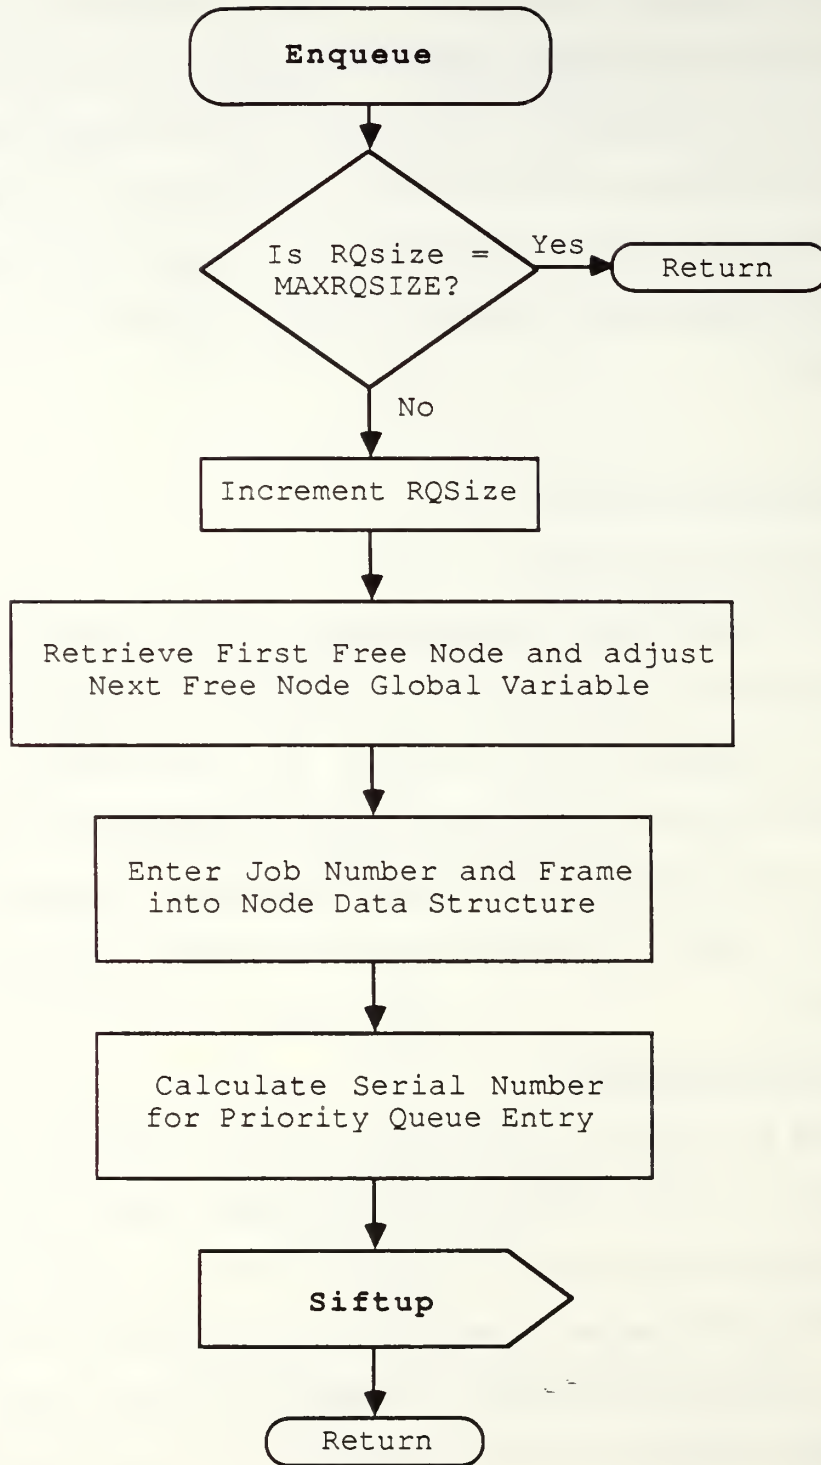 Enqueue
Is RQsize =
MAXRQSIZE?
Yes
Return
No
Increment RQSize
Retrieve First Free Node and adjust
Next Free Node Global Variable
Enter Job Number and Frame
into Node Data Structure
Calculate Serial Number
for Priority Queue Entry
Siftup
Return